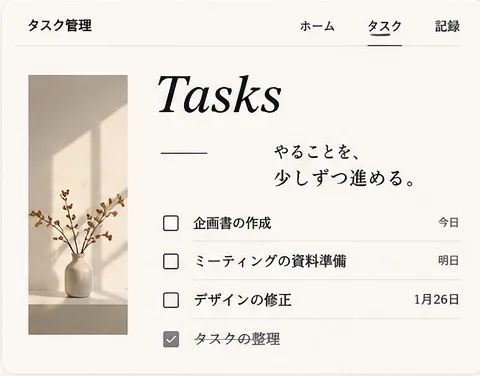 タスク管理
ホーム タスク 記録
Tasks
やることを、
少しずつ進める。
企画書の作成 今日
ミーティングの資料準備 明日
デザインの修正 1月26日
タスクの整理